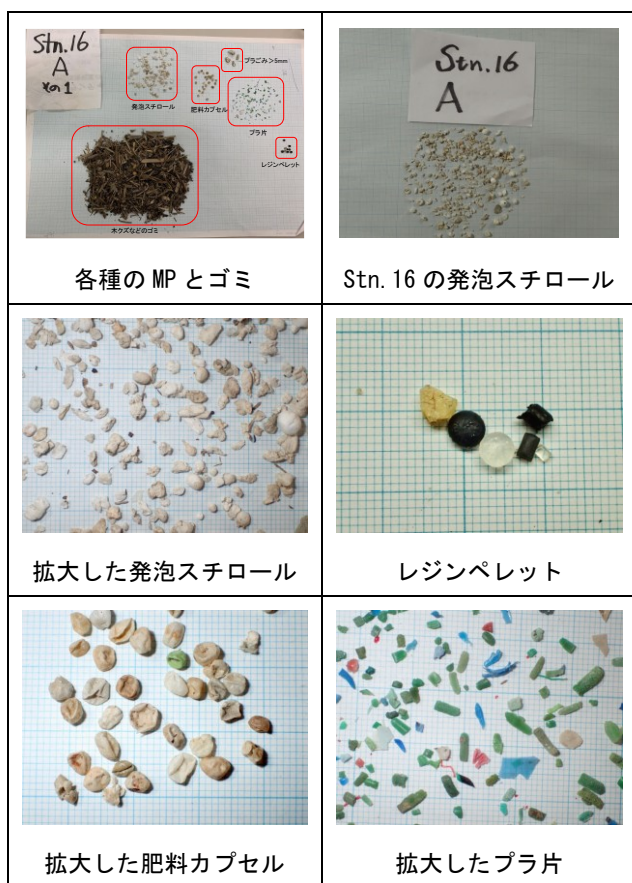 Stn.16
A
その1
発泡スチロール
肥料カプセル
プラごみ>5mm
プラ片
レジンペレット
木クズなどのゴミ
各種の MP とゴミ
Stn.16
A
Stn.16 の発泡スチロール
拡大した発泡スチロール
レジンペレット
拡大した肥料カプセル
拡大したプラ片